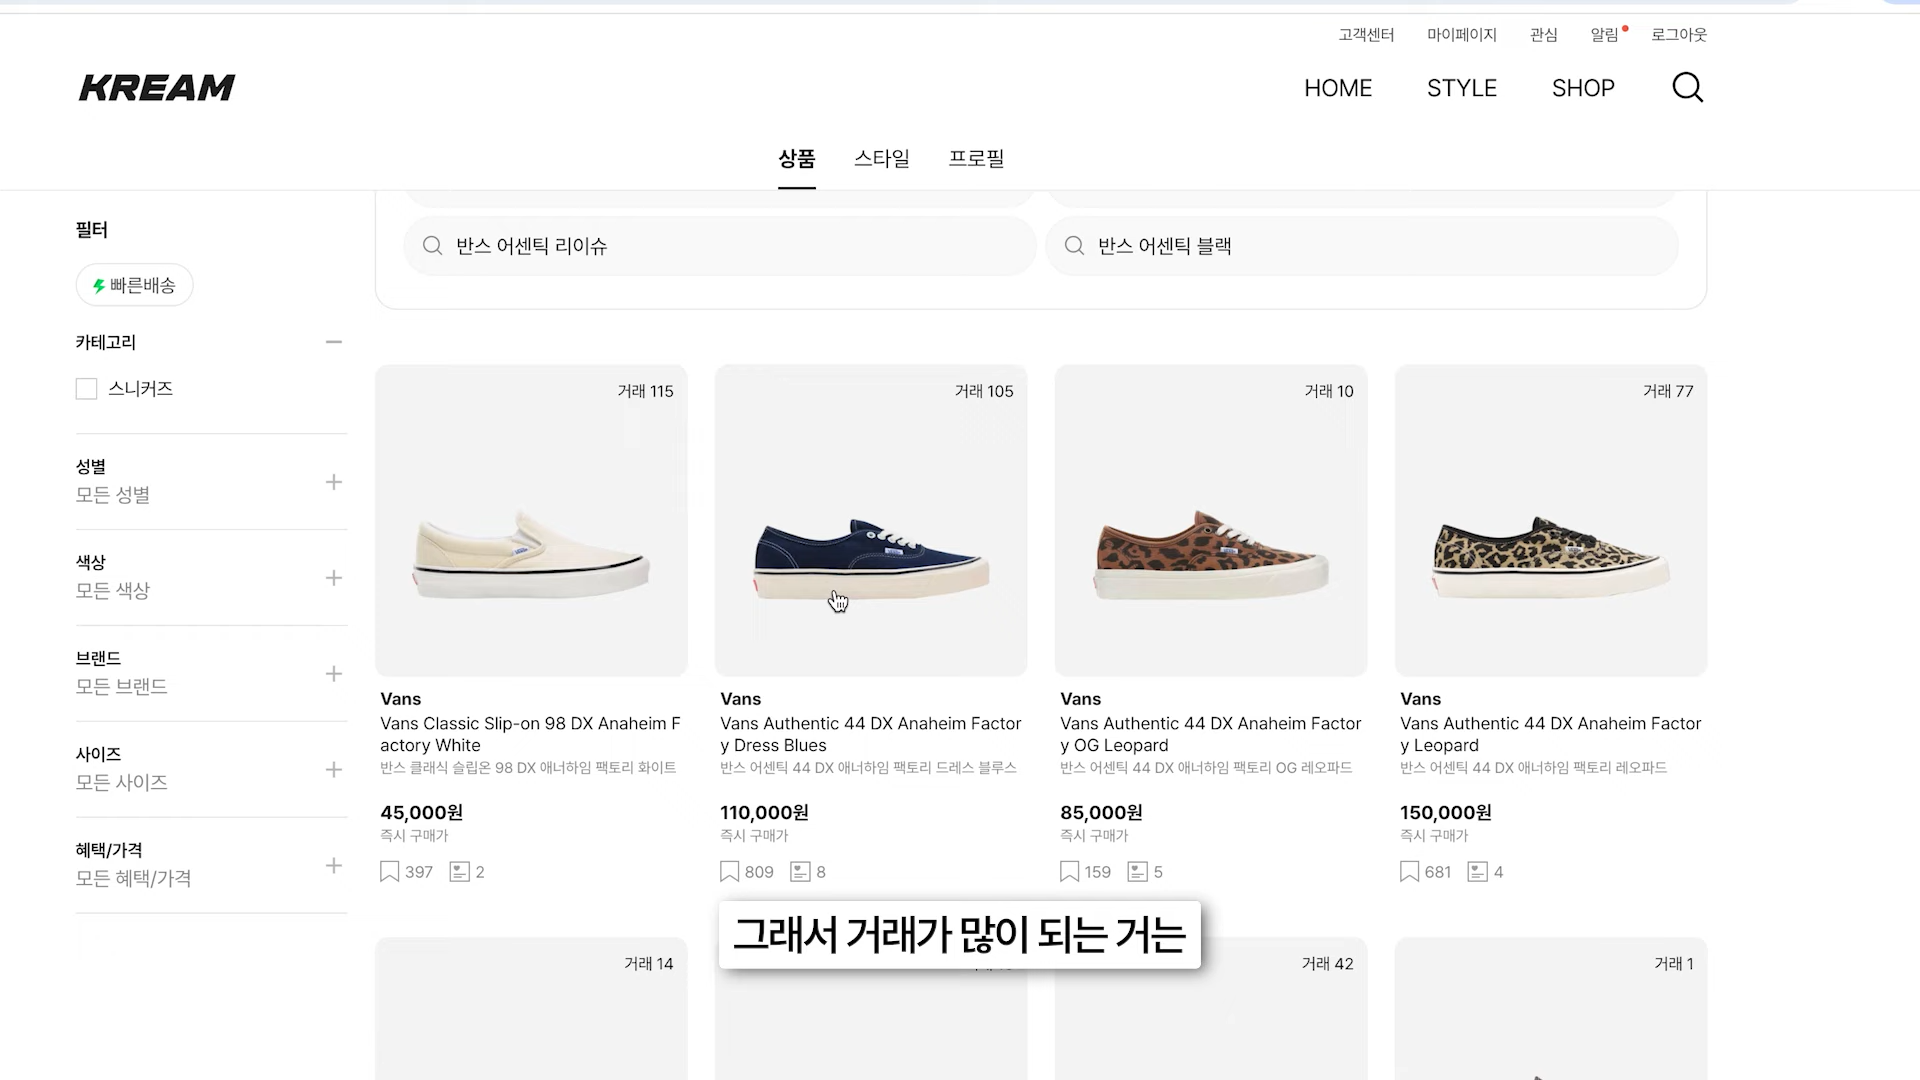 고객센터 마이페이지 관심 알림 로그아웃
KREAM
HOME STYLE SHOP
상품 스타일 프로필
필터
빠른배송
카테고리
스니커즈
성별
모든 성별
색상
모든 색상
브랜드
모든 브랜드
사이즈
모든 사이즈
혜택/가격
모든 혜택/가격
반스 어센틱 리이슈
반스 어센틱 블랙
거래 115
Vans
Vans Classic Slip-on 98 DX Anaheim F
actory White
반스 클래식 슬립온 98 DX 애너하임 팩토리 화이트
45,000원
즉시 구매가
397 2
거래 105
Vans
Vans Authentic 44 DX Anaheim Factor
y Dress Blues
반스 어센틱 44 DX 애너하임 팩토리 드레스 블루스
110,000원
즉시 구매가
809 8
거래 10
Vans
Vans Authentic 44 DX Anaheim Factor
y OG Leopard
반스 어센틱 44 DX 애너하임 팩토리 OG 레오파드
85,000원
즉시 구매가
159 5
거래 77
Vans
Vans Authentic 44 DX Anaheim Factor
y Leopard
반스 어센틱 44 DX 애너하임 팩토리 레오파드
150,000원
즉시 구매가
681 4
그래서 거래가 많이 되는 거는
거래 14
거래 42
거래 1